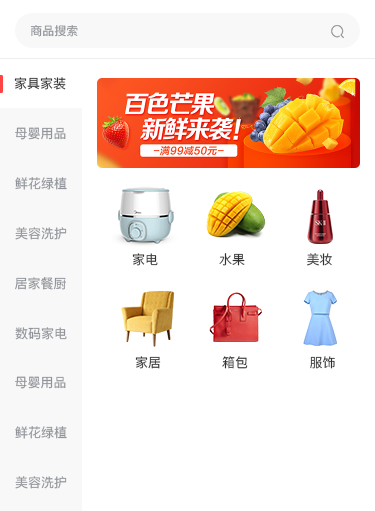 商品搜索
家具家装
母婴用品
鲜花绿植
美容洗护
居家餐厨
数码家电
母婴用品
鲜花绿植
美容洗护
百色芒果
新鲜来袭!
-满99减50元-
家电
水果
SK-II
美妆
家居
箱包
服饰